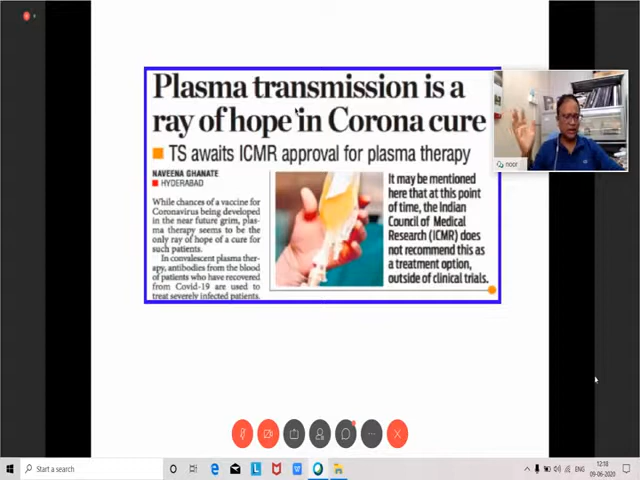 Plasma transmission is a
ray of hope in Corona cure
TS awaits ICMR approval for plasma therapy
NAVEENA GHANATE
HYDERABAD
While chances of a vaccine for
Coronavirus being developed
in the near future grim, plas-
ma therapy seems to be the
only ray of hope of a cure for
such patients.
In convalescent plasma ther-
apy, antibodies from the blood
of patients who have recovered
from Covid-19 are used to
treat severely infected patients.
It may be mentioned
here that at this point
of time, the Indian
Council of Medical
Research (ICMR) does
not recommend this as
a treatment option,
outside of clinical trials.
noor
Start a search
ENG
12:18
09-06-2020